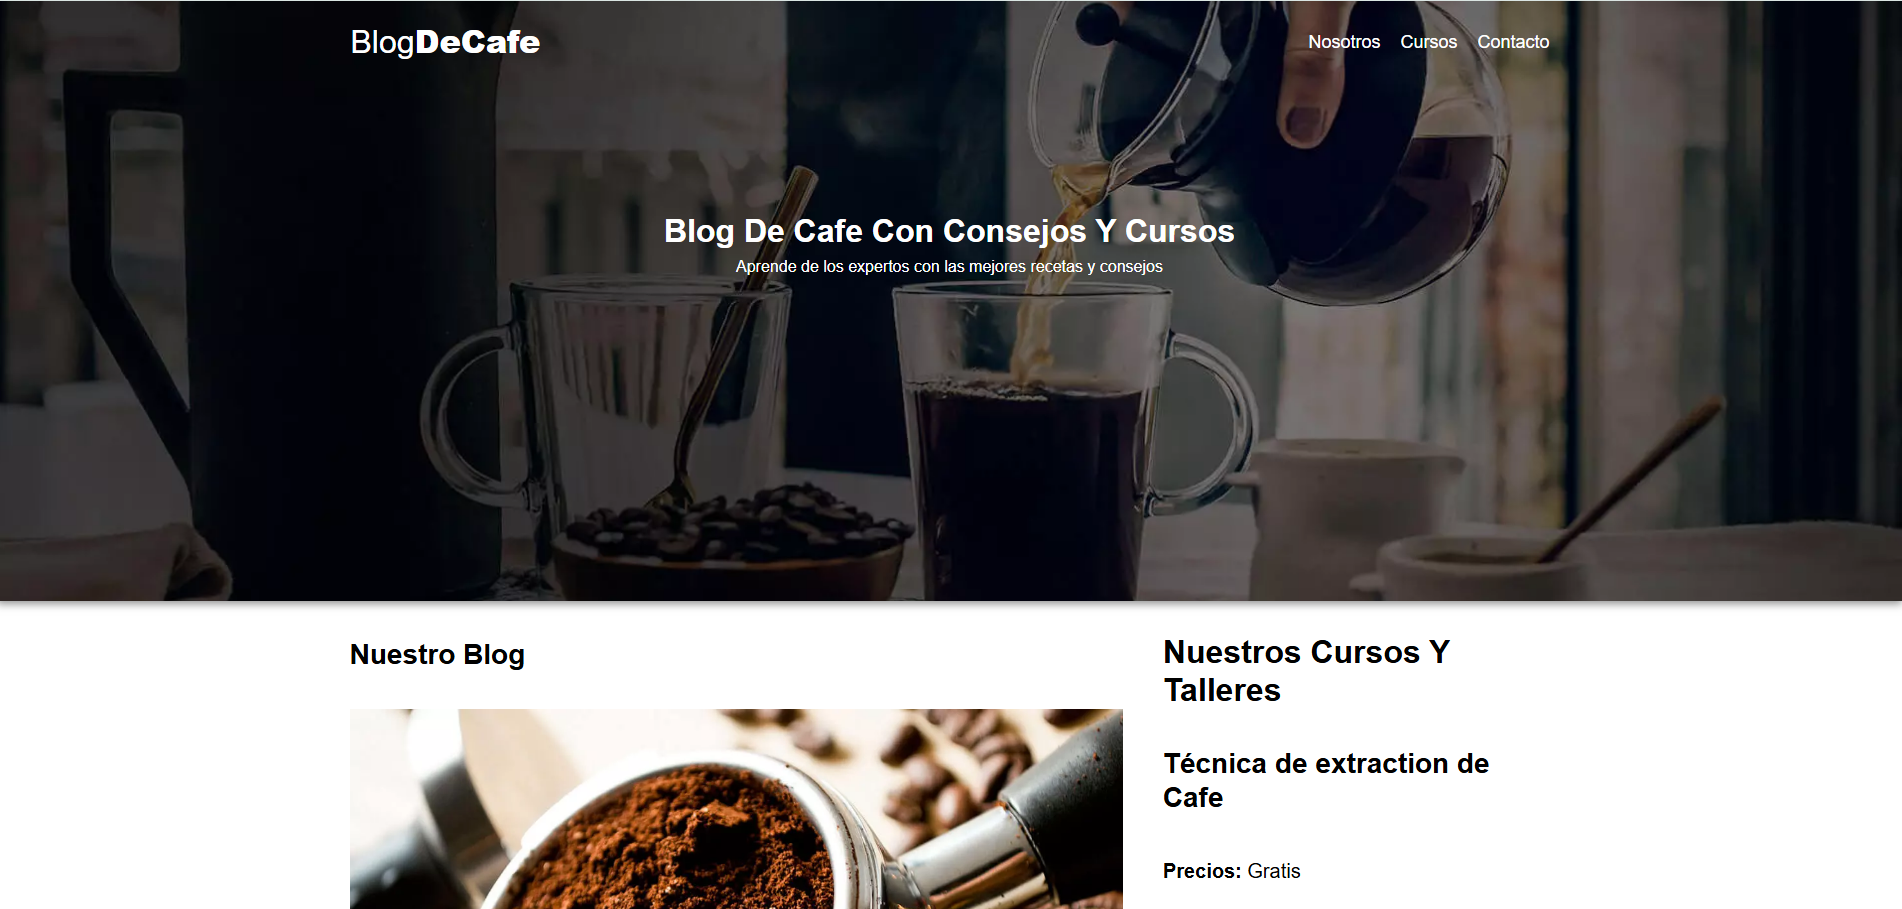 BlogDeCafe
Nosotros Cursos Contacto
Blog De Cafe Con Consejos Y Cursos
Aprende de los expertos con las mejores recetas y consejos
Nuestro Blog
Nuestros Cursos Y
Talleres
Técnica de extraction de
Cafe
Precios: Gratis